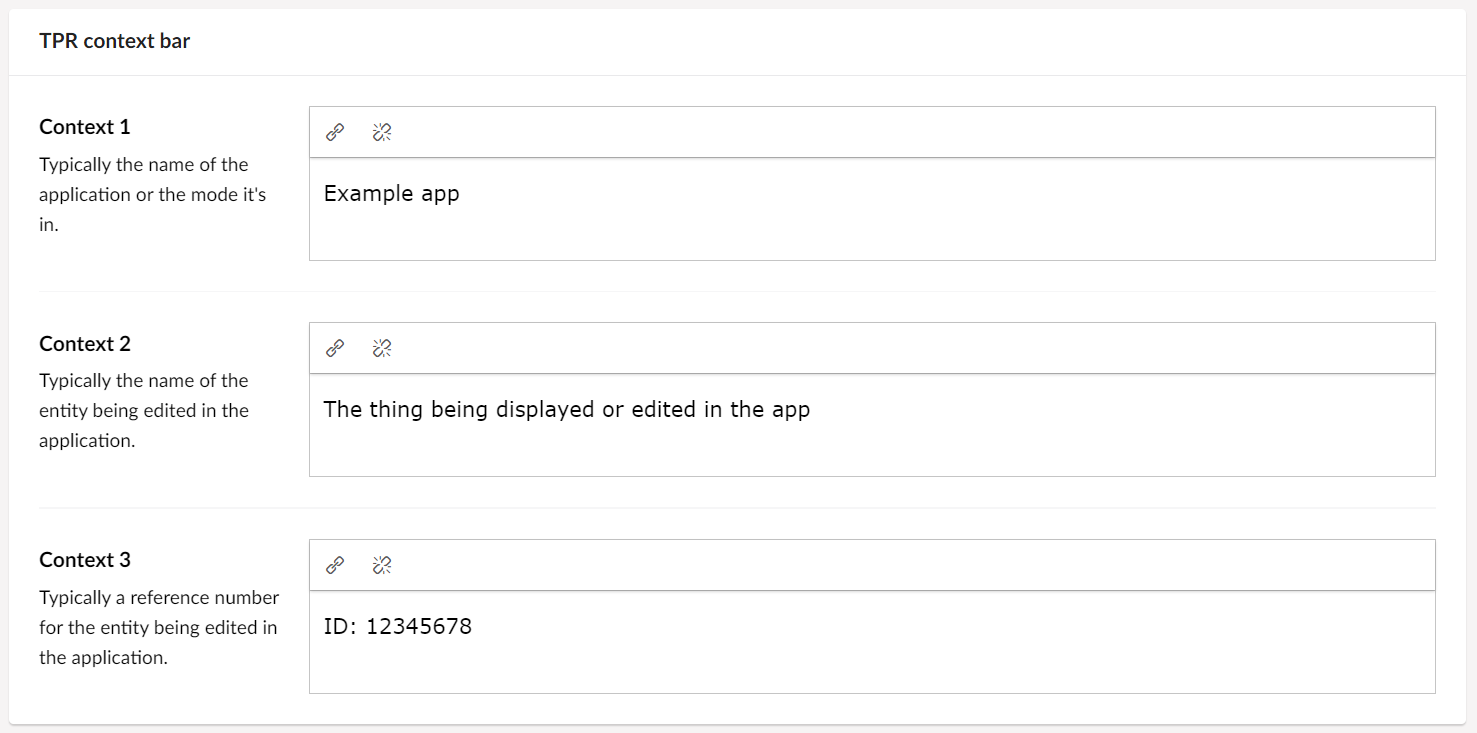 TPR context bar
Context 1
Typically the name of the
application or the mode it's
in.
Example app
Context 2
Typically the name of the
entity being edited in the
application.
The thing being displayed or edited in the app
Context 3
Typically a reference number
for the entity being edited in
the application.
ID: 12345678